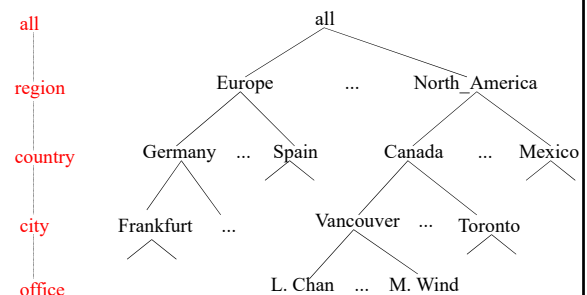 all all
region Europe ... North_America
country Germany ... Spain Canada ... Mexico
city Frankfurt ... Vancouver ... Toronto
office L. Chan ... M. Wind